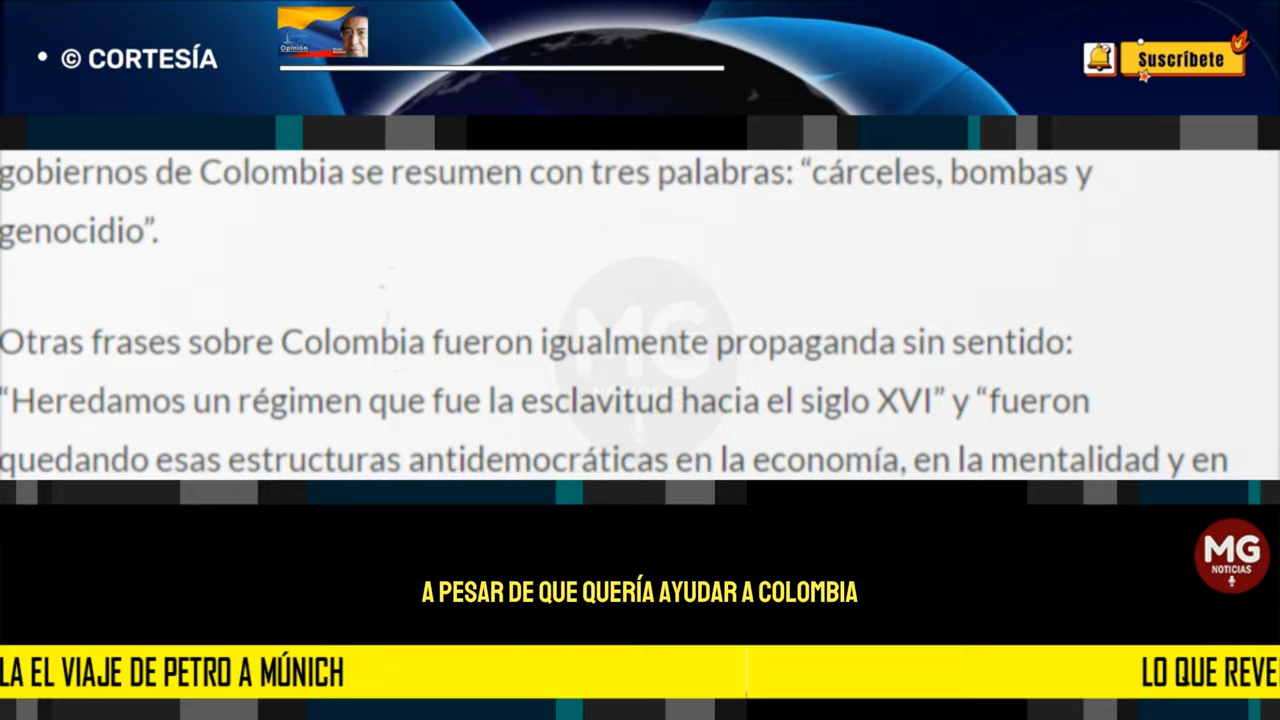 • © CORTESÍA
Opinión
Suscríbete
gobiernos de Colombia se resumen con tres palabras: “cárceles, bombas y
genocidio”.
Otras frases sobre Colombia fueron igualmente propaganda sin sentido:
“Heredamos un régimen que fue la esclavitud hacia el siglo XVI” y “fueron
quedando esas estructuras antidemocráticas en la economía, en la mentalidad y en
MG
NOTICIAS
A PESAR DE QUE QUERÍA AYUDAR A COLOMBIA
LA EL VIAJE DE PETRO A MÚNICH
LO QUE REVE